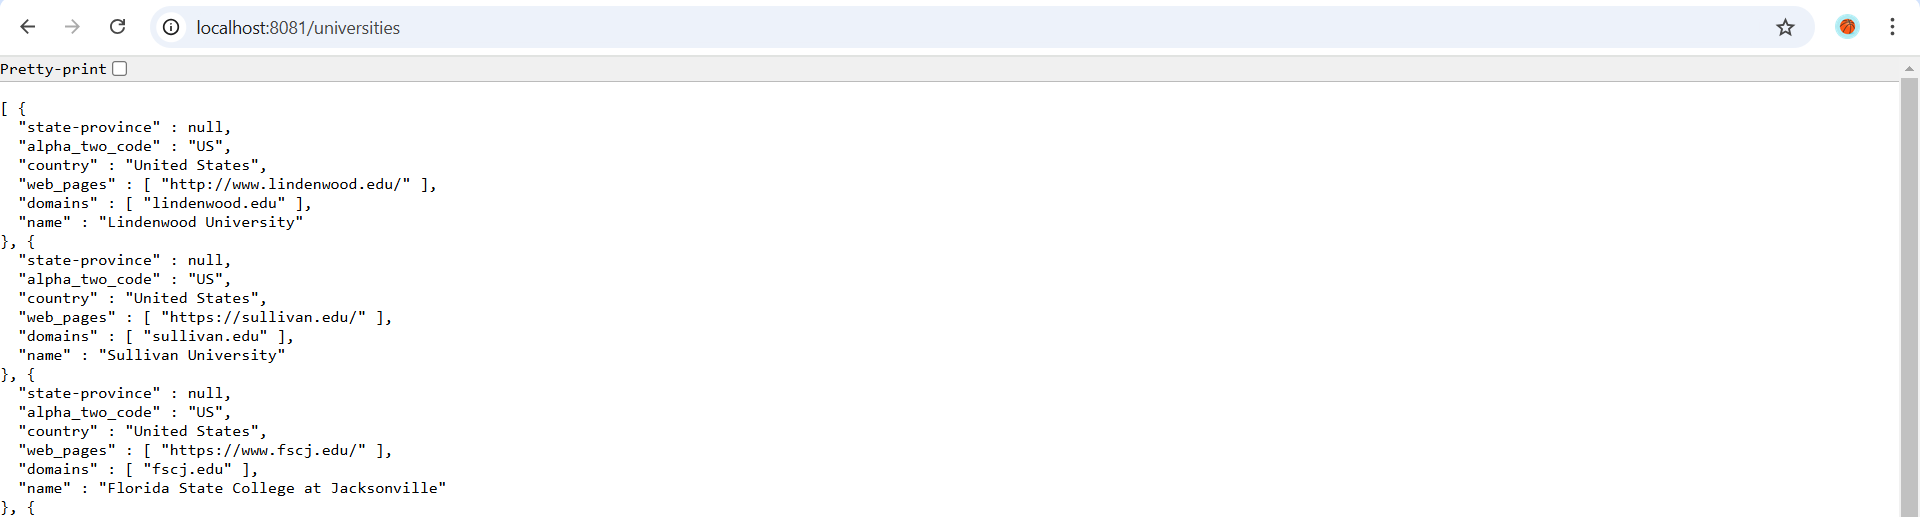 localhost:8081/universities
Pretty-print
[ {
  "state-province" : null,
  "alpha_two_code" : "US",
  "country" : "United States",
  "web_pages" : [ "http://www.lindenwood.edu/" ],
  "domains" : [ "lindenwood.edu" ],
  "name" : "Lindenwood University"
}, {
  "state-province" : null,
  "alpha_two_code" : "US",
  "country" : "United States",
  "web_pages" : [ "https://sullivan.edu/" ],
  "domains" : [ "sullivan.edu" ],
  "name" : "Sullivan University"
}, {
  "state-province" : null,
  "alpha_two_code" : "US",
  "country" : "United States",
  "web_pages" : [ "https://www.fscj.edu/" ],
  "domains" : [ "fscj.edu" ],
  "name" : "Florida State College at Jacksonville"
}, {